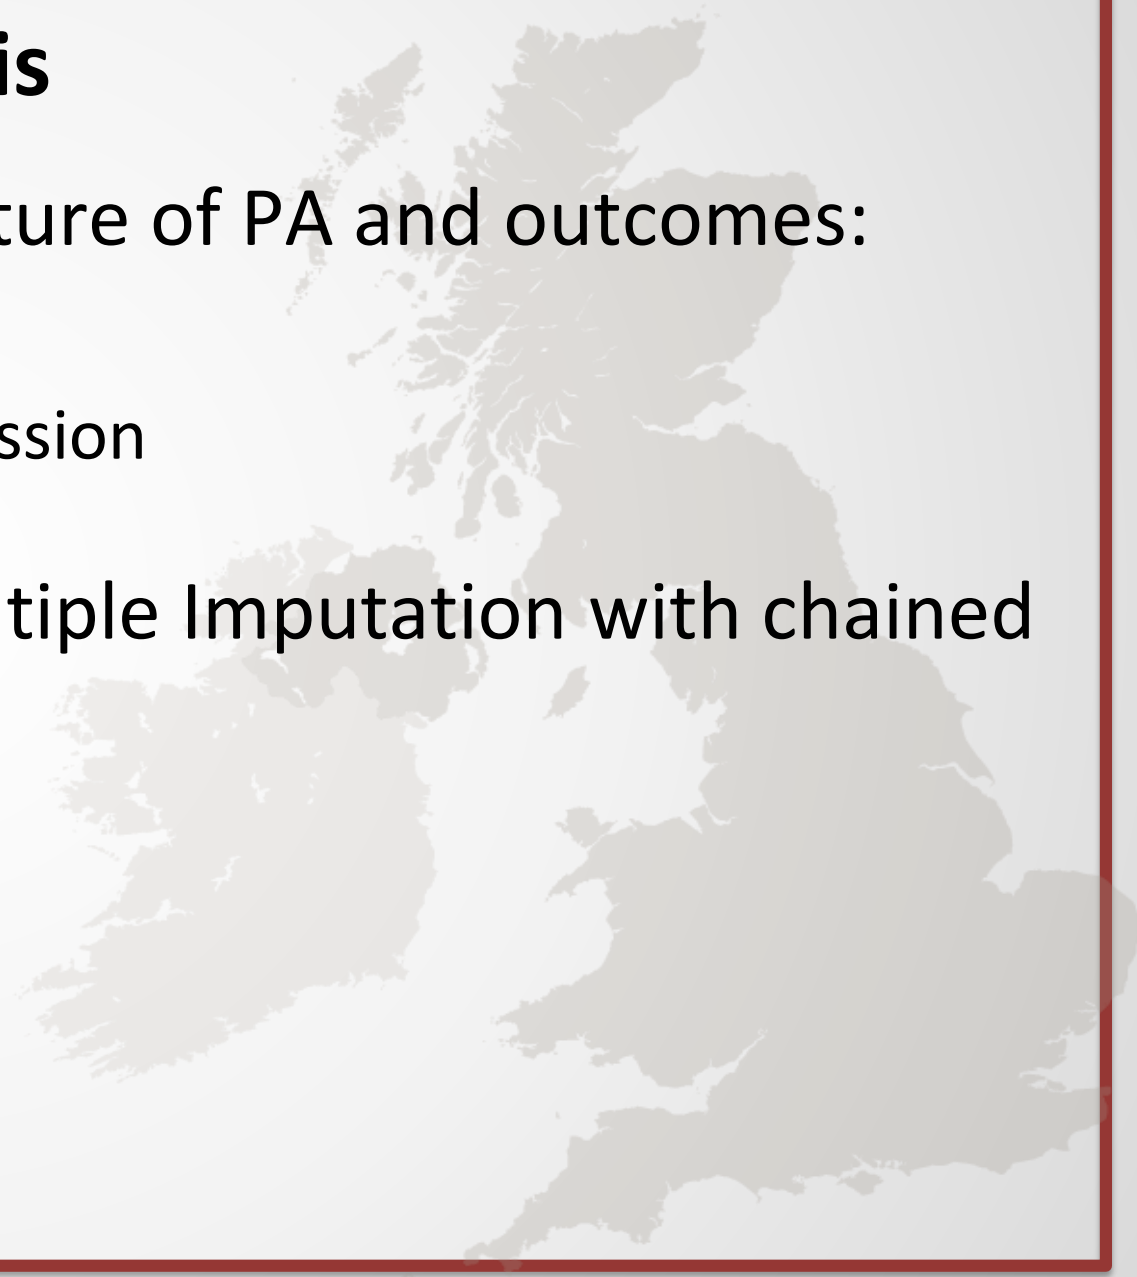 is
ture of PA and outcomes:
ssion
tiple Imputation with chained